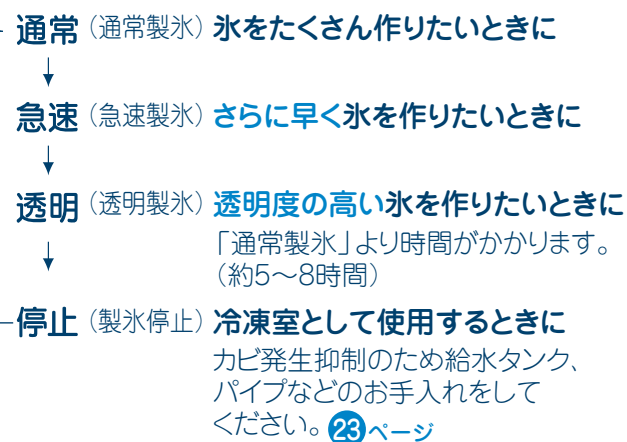 通常（通常製氷）氷をたくさん作りたいときに
急速（急速製氷）さらに早く氷を作りたいときに
透明（透明製氷）透明度の高い氷を作りたいときに
「通常製氷」より時間がかかります。
（約5～8時間）
停止（製氷停止）冷凍室として使用するときに
カビ発生抑制のため給水タンク、
パイプなどのお手入れをして
ください。23ページ